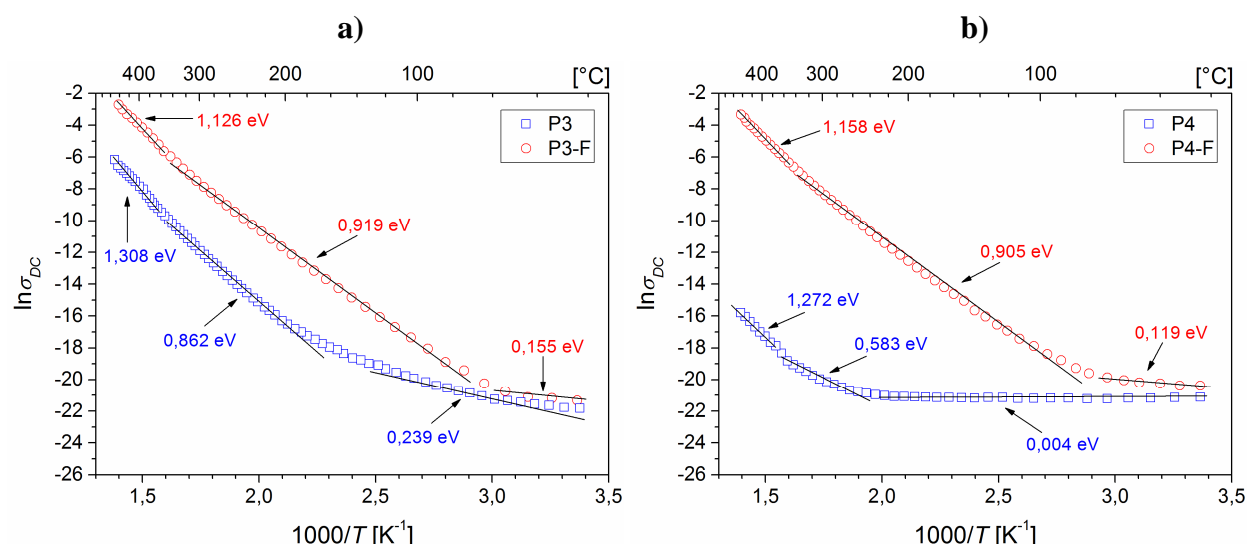 a)
400 300 200 100 [°C]
-2
-4
-6
-8
-10
-12
-14
-16
-18
-20
-22
-24
-26
lnσDC
1,126 eV
P3
P3-F
1,308 eV
0,919 eV
0,862 eV
0,155 eV
0,239 eV
1,5 2,0 2,5 3,0 3,5
1000/T [K⁻¹]
b)
400 300 200 100 [°C]
-2
-4
-6
-8
-10
-12
-14
-16
-18
-20
-22
-24
-26
lnσDC
1,158 eV
P4
P4-F
0,905 eV
1,272 eV
0,583 eV
0,119 eV
0,004 eV
1,5 2,0 2,5 3,0 3,5
1000/T [K⁻¹]